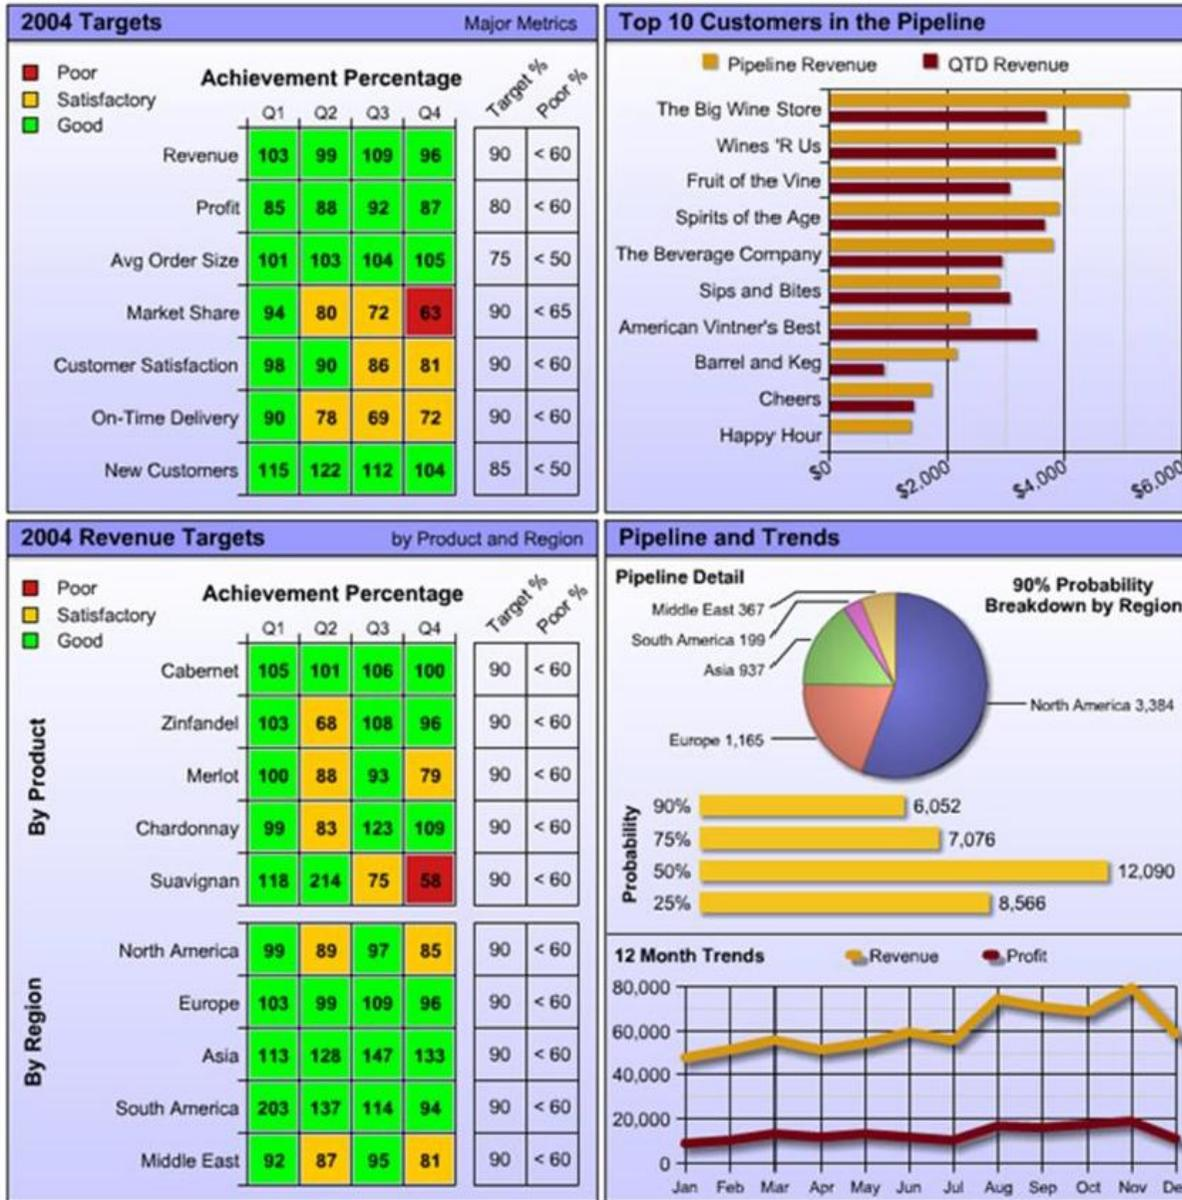 2004 Targets Major Metrics
Poor
Satisfactory
Good
Achievement Percentage
Target % Poor %
Q1 Q2 Q3 Q4
Revenue 103 99 109 96 90 < 60
Profit 85 88 92 87 80 < 60
Avg Order Size 101 103 104 105 75 < 50
Market Share 94 80 72 63 90 < 65
Customer Satisfaction 98 90 86 81 90 < 60
On-Time Delivery 90 78 69 72 90 < 60
New Customers 115 122 112 104 85 < 50
Top 10 Customers in the Pipeline
Pipeline Revenue QTD Revenue
The Big Wine Store
Wines 'R Us
Fruit of the Vine
Spirits of the Age
The Beverage Company
Sips and Bites
American Vintner's Best
Barrel and Keg
Cheers
Happy Hour
$0 $2,000 $4,000 $6,000
2004 Revenue Targets by Product and Region
Poor
Satisfactory
Good
Achievement Percentage
Target % Poor %
Q1 Q2 Q3 Q4
By Product
Cabernet 105 101 106 100 90 < 60
Zinfandel 103 68 108 96 90 < 60
Merlot 100 88 93 79 90 < 60
Chardonnay 99 83 123 109 90 < 60
Suavignan 118 214 75 58 90 < 60
By Region
North America 99 89 97 85 90 < 60
Europe 103 99 109 96 90 < 60
Asia 113 128 147 133 90 < 60
South America 203 137 114 94 90 < 60
Middle East 92 87 95 81 90 < 60
Pipeline and Trends
Pipeline Detail
90% Probability
Breakdown by Region
Middle East 367
South America 199
Asia 937
North America 3,384
Europe 1,165
Probability
90% 6,052
75% 7,076
50% 12,090
25% 8,566
12 Month Trends Revenue Profit
80,000
60,000
40,000
20,000
0
Jan Feb Mar Apr May Jun Jul Aug Sep Oct Nov De